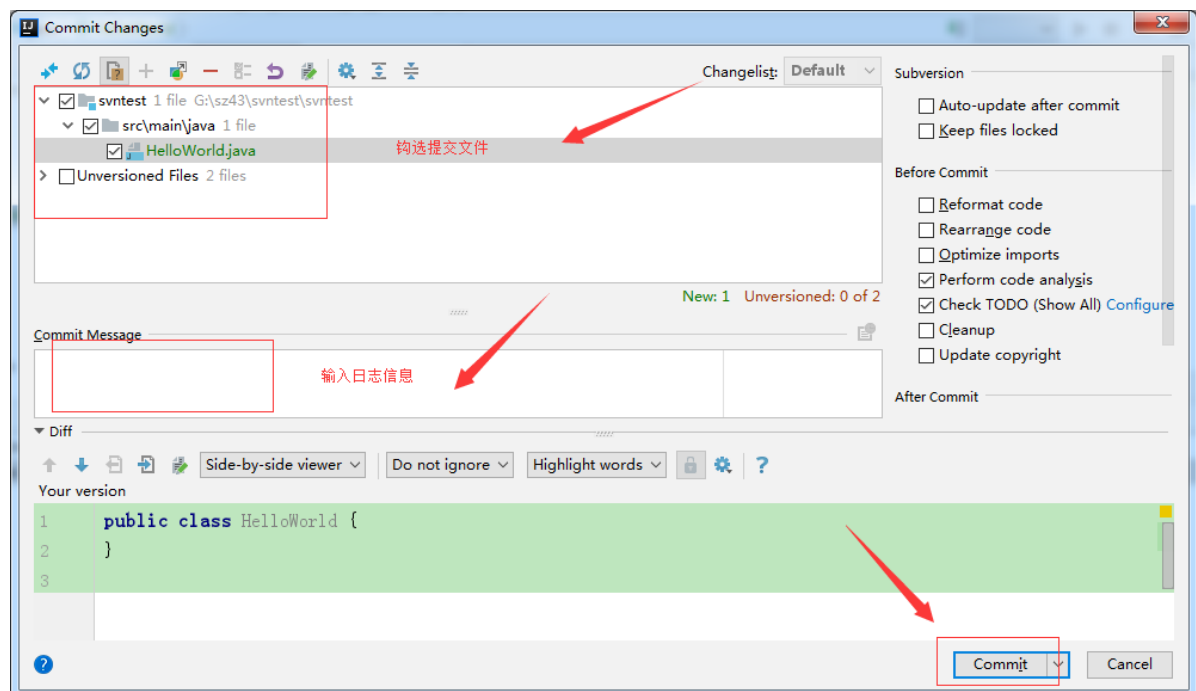 Commit Changes
Changelist: Default
svntest 1 file G:\sz43\svntest\svntest
src\main\java 1 file
HelloWorld.java
钩选提交文件
Unversioned Files 2 files
New: 1 Unversioned: 0 of 2
Commit Message
输入日志信息
Subversion
Auto-update after commit
Keep files locked
Before Commit
Reformat code
Rearrange code
Optimize imports
Perform code analysis
Check TODO (Show All) Configure
Cleanup
Update copyright
After Commit
Diff
Side-by-side viewer
Do not ignore
Highlight words
?
Your version
1 public class HelloWorld {
2 }
3
?
Commit
Cancel